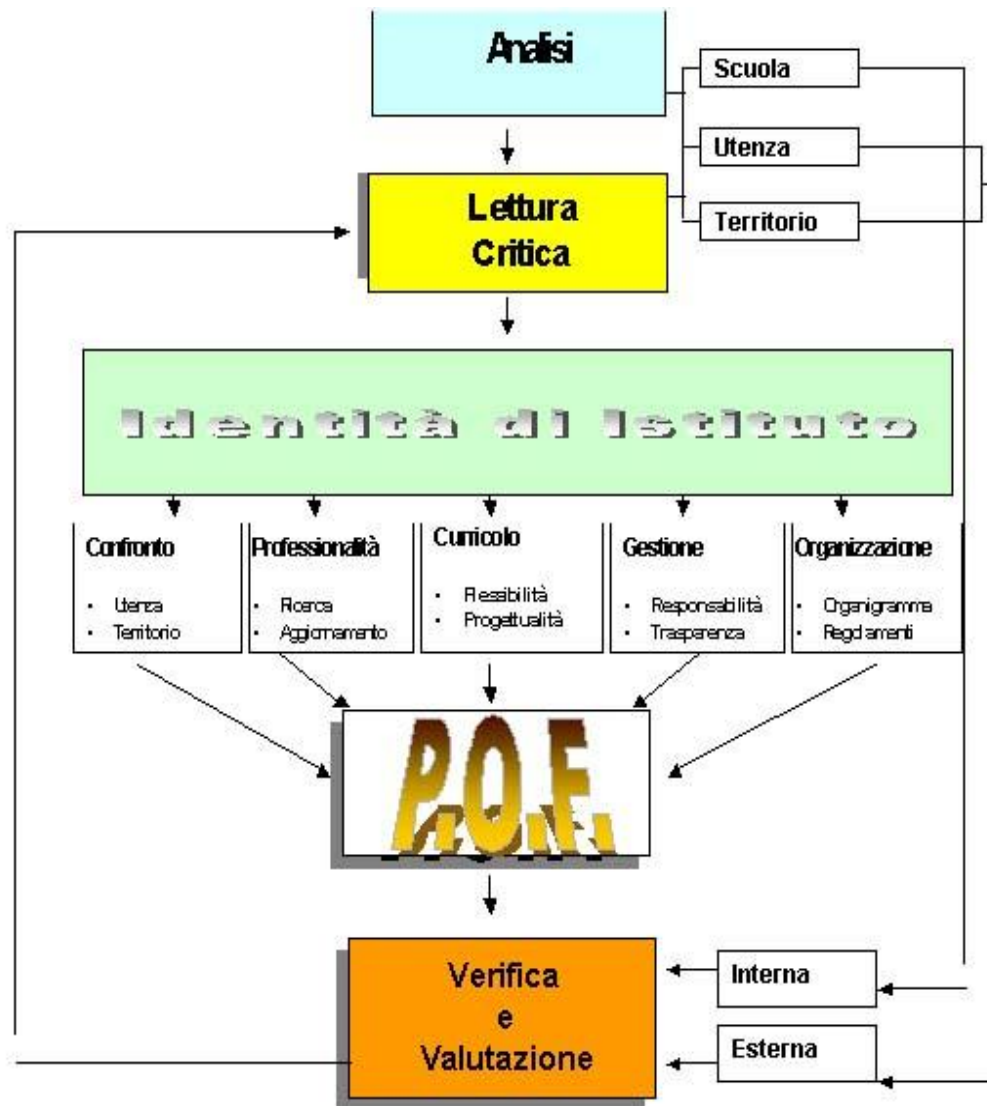 Analisi
Scuola
Utenza
Territorio
Lettura
Critica
Identità di Istituto
Confronto
• Utenza
• Territorio
Professionalità
• Ricerca
• Aggiornamento
Curricolo
• Flessibilità
• Progettualità
Gestione
• Responsabilità
• Trasparenza
Organizzazione
• Organigramma
• Regolamenti
P.O.F.
Verifica
e
Valutazione
Interna
Esterna